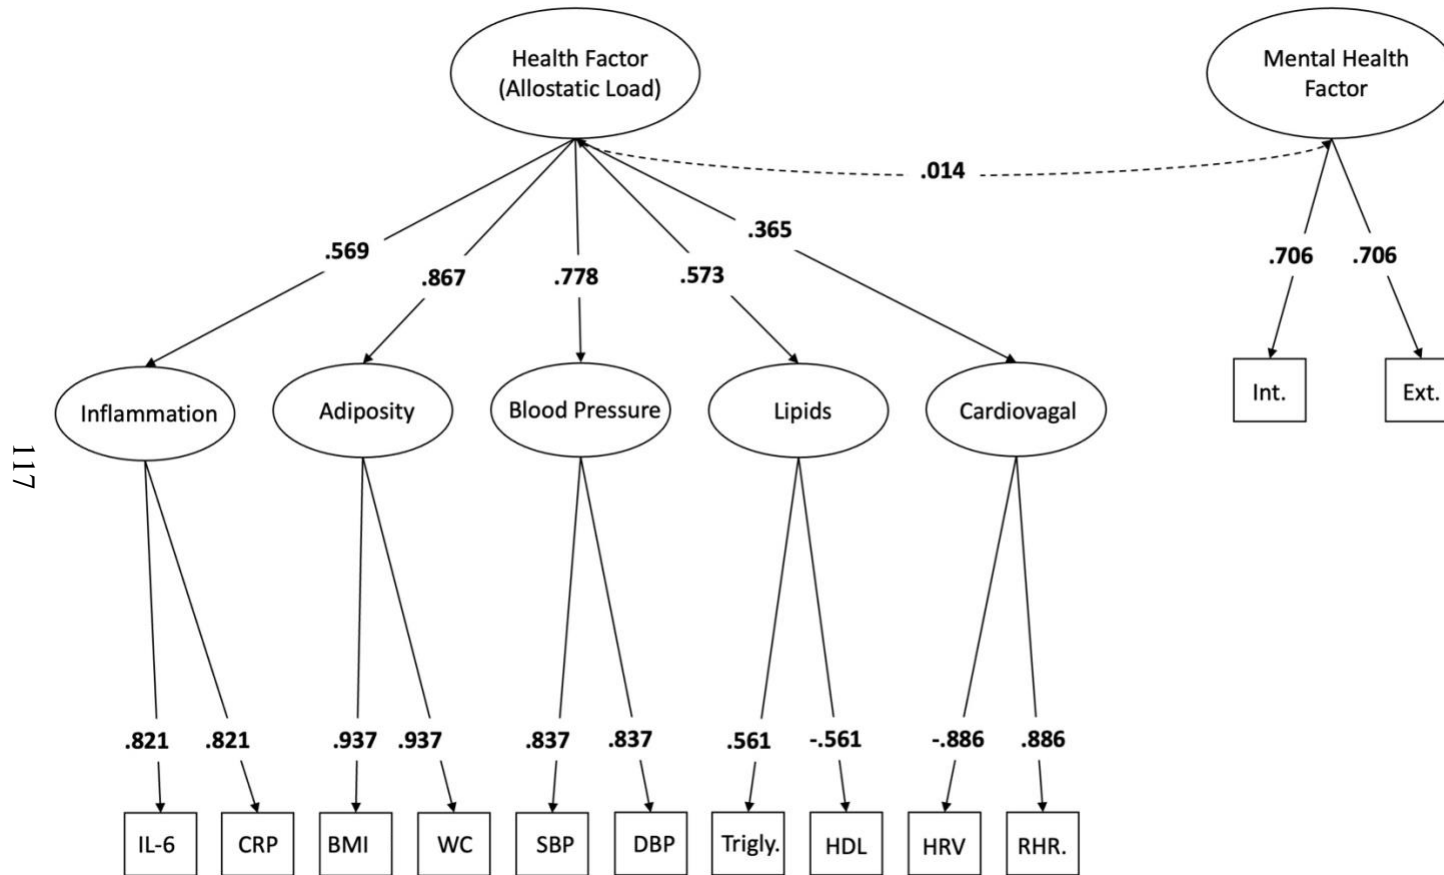 Health Factor
(Allostatic Load)
Mental Health
Factor
.014
.365
.569
.867
.778
.573
.706
.706
Inflammation
Adiposity
Blood Pressure
Lipids
Cardiovagal
Int.
Ext.
117
.821
.821
.937
.937
.837
.837
.561
-.561
-.886
.886
IL-6
CRP
BMI
WC
SBP
DBP
Trigly.
HDL
HRV
RHR.